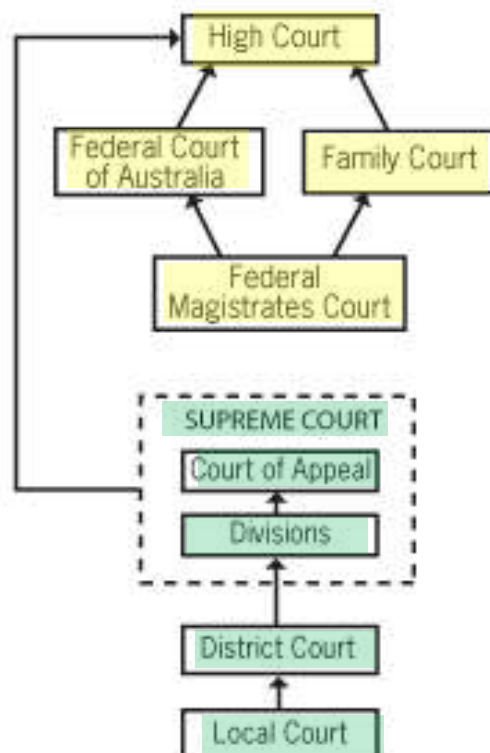 High Court
Federal Court
of Australia
Family Court
Federal
Magistrates Court
SUPREME COURT
Court of Appeal
Divisions
District Court
Local Court